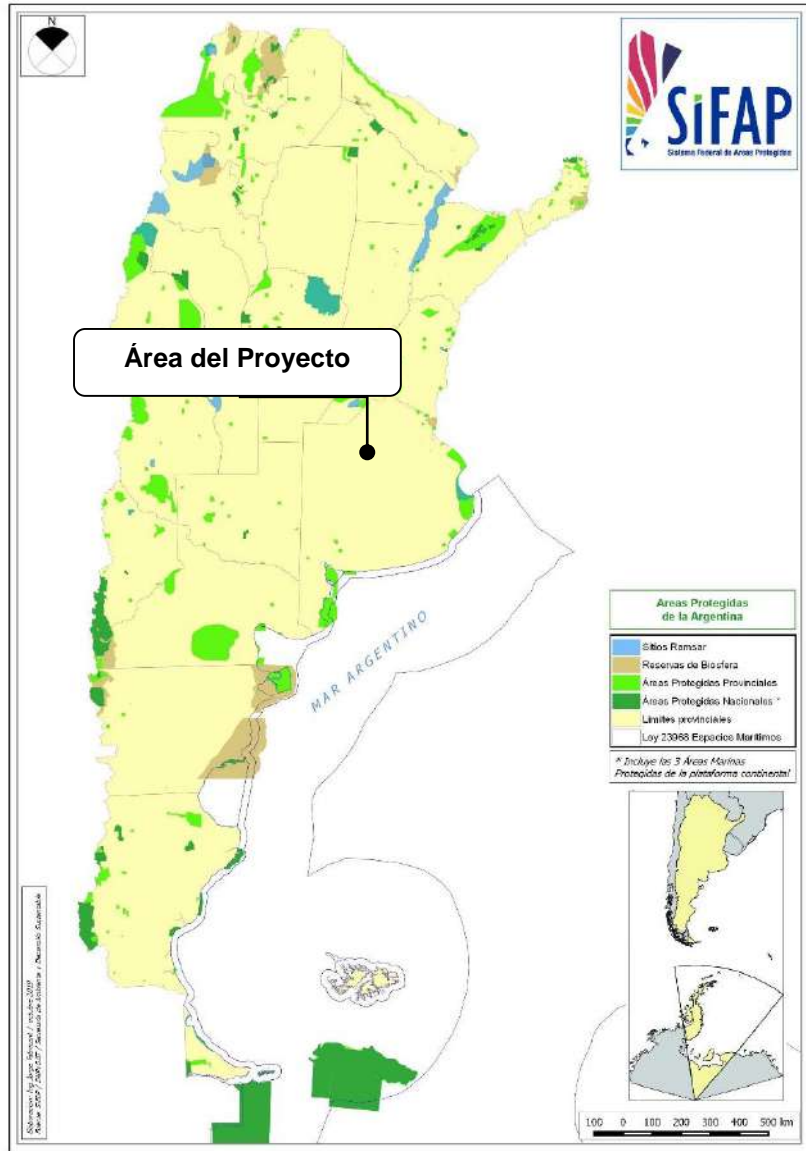 N
SiFAP
Sistema Federal de Areas Protegidas
Área del Proyecto
MAR ARGENTINO
Areas Protegidas
de la Argentina
Sitios Ramsar
Reservas de Biosfera
Áreas Protegidas Provinciales
Áreas Protegidas Nacionales *
Limites provinciales
Ley 23968 Espacios Marítimos
* Incluye las 3 Áreas Marinas
Protegidas de la plataforma continental
100 0 100 200 300 400 500 km